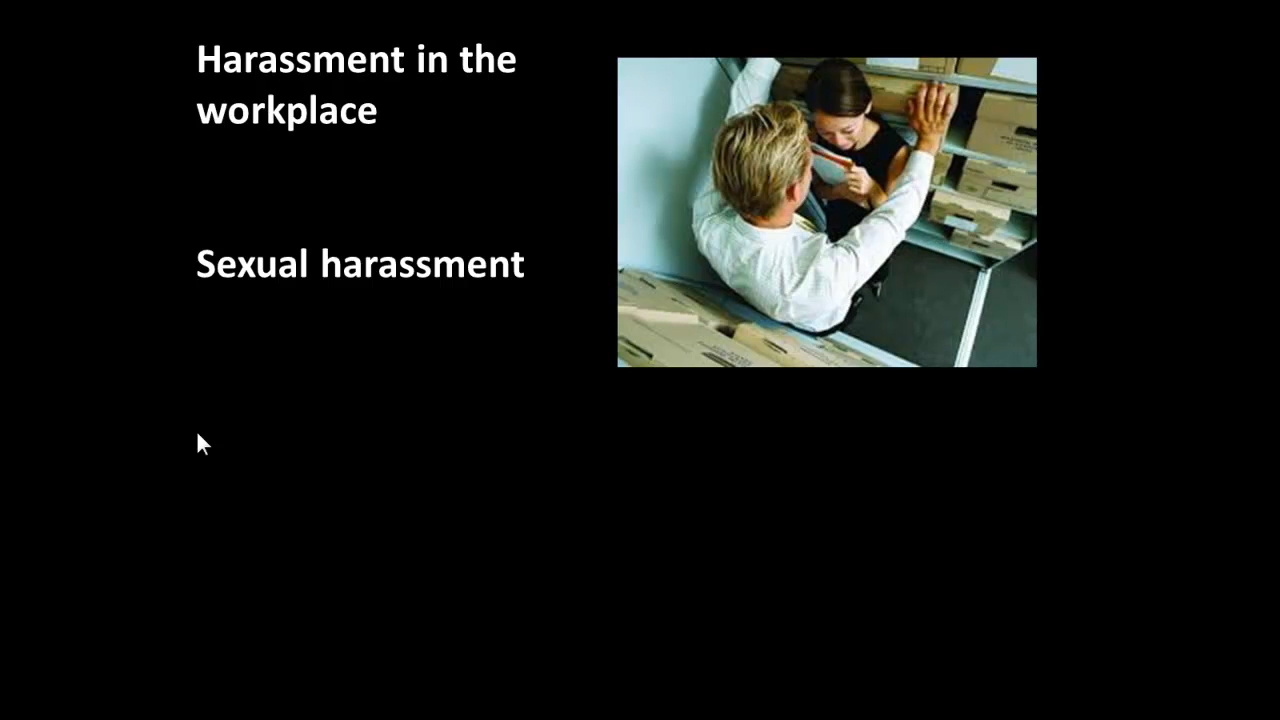 Harassment in the
workplace
Sexual harassment